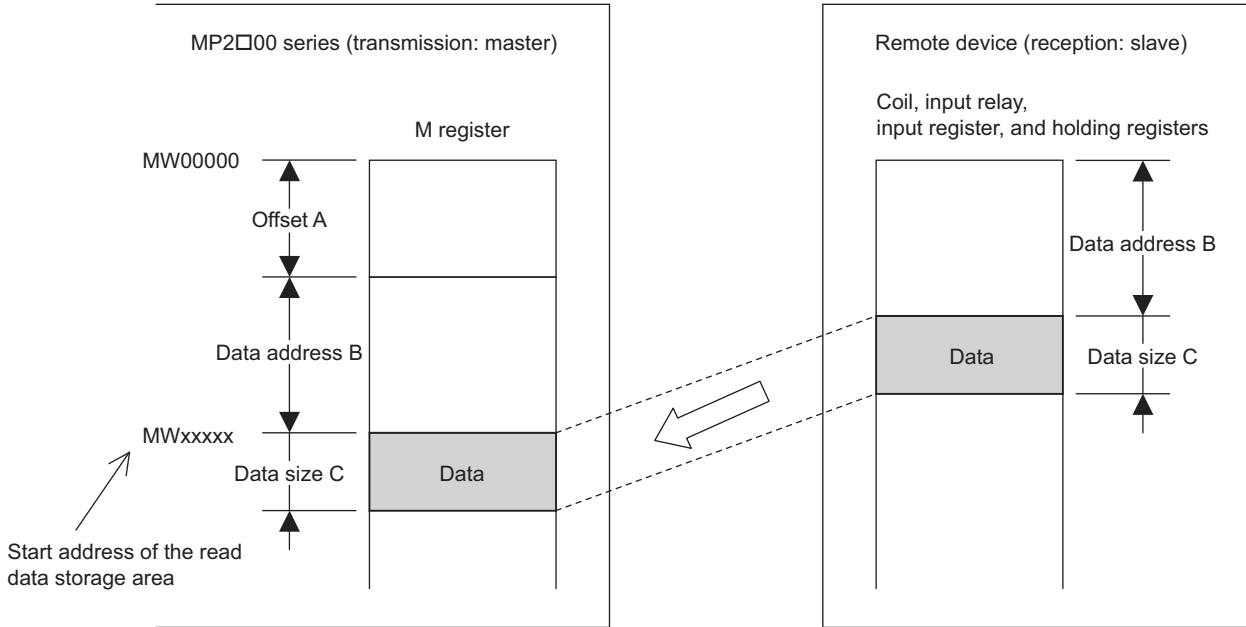 MP2□00 series (transmission: master)
M register
MW00000
Offset A
Data address B
MWxxxxx
Data size C
Data
Start address of the read
data storage area
Remote device (reception: slave)
Coil, input relay,
input register, and holding registers
Data address B
Data
Data size C